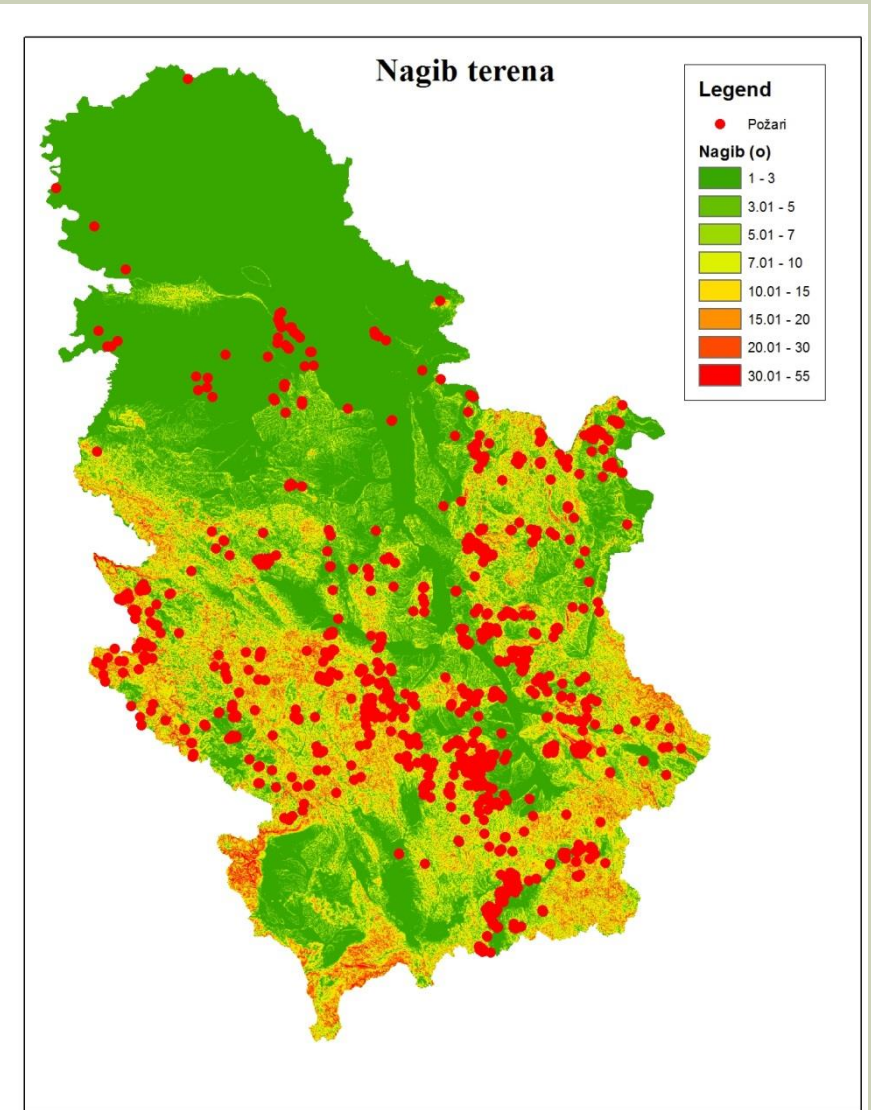 Nagib terena
Legend
Požari
Nagib (o)
1 - 3
3.01 - 5
5.01 - 7
7.01 - 10
10.01 - 15
15.01 - 20
20.01 - 30
30.01 - 55